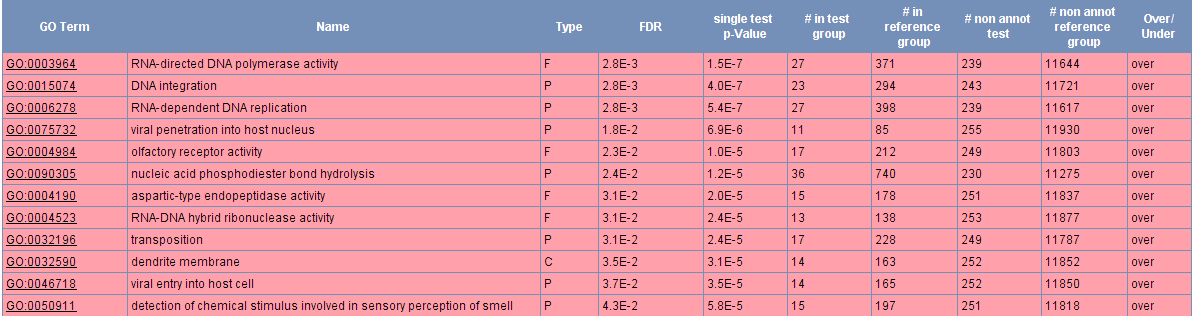 GO Term Name Type FDR single test p-Value # in test group # in reference group # non annot test # non annot reference group Over/Under
GO:0003964 RNA-directed DNA polymerase activity F 2.8E-3 1.5E-7 27 371 239 11644 over
GO:0015074 DNA integration P 2.8E-3 4.0E-7 23 294 243 11721 over
GO:0006278 RNA-dependent DNA replication P 2.8E-3 5.4E-7 27 398 239 11617 over
GO:0075732 viral penetration into host nucleus P 1.8E-2 6.9E-6 11 85 255 11930 over
GO:0004984 olfactory receptor activity F 2.3E-2 1.0E-5 17 212 249 11803 over
GO:0090305 nucleic acid phosphodiester bond hydrolysis P 2.4E-2 1.2E-5 36 740 230 11275 over
GO:0004190 aspartic-type endopeptidase activity F 3.1E-2 2.0E-5 15 178 251 11837 over
GO:0004523 RNA-DNA hybrid ribonuclease activity F 3.1E-2 2.4E-5 13 138 253 11877 over
GO:0032196 transposition P 3.1E-2 2.4E-5 17 228 249 11787 over
GO:0032590 dendrite membrane C 3.5E-2 3.1E-5 14 163 252 11852 over
GO:0046718 viral entry into host cell P 3.7E-2 3.5E-5 14 165 252 11850 over
GO:0050911 detection of chemical stimulus involved in sensory perception of smell P 4.3E-2 5.8E-5 15 197 251 11818 over